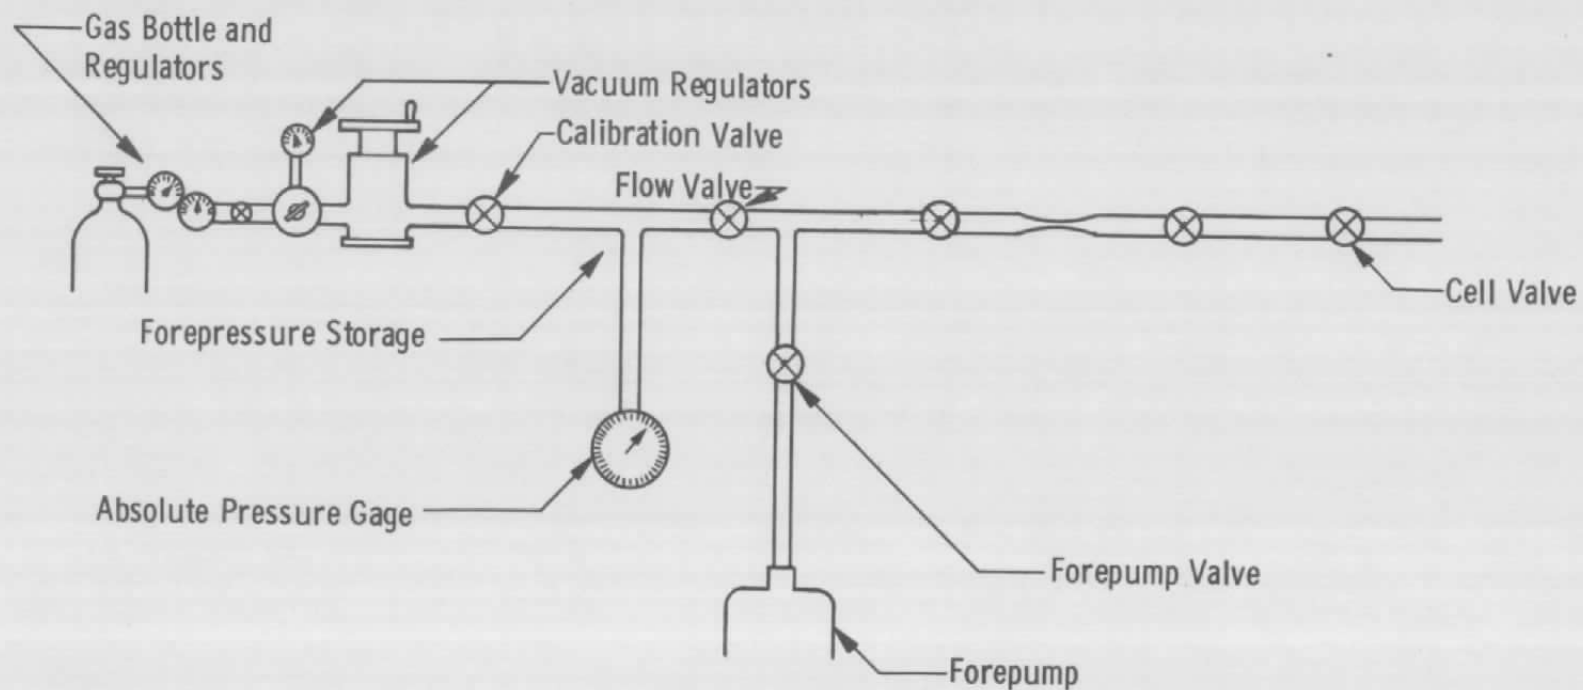 Gas Bottle and
Regulators
Vacuum Regulators
Calibration Valve
Flow Valve
Cell Valve
Forepressure Storage
Absolute Pressure Gage
Forepump Valve
Forepump